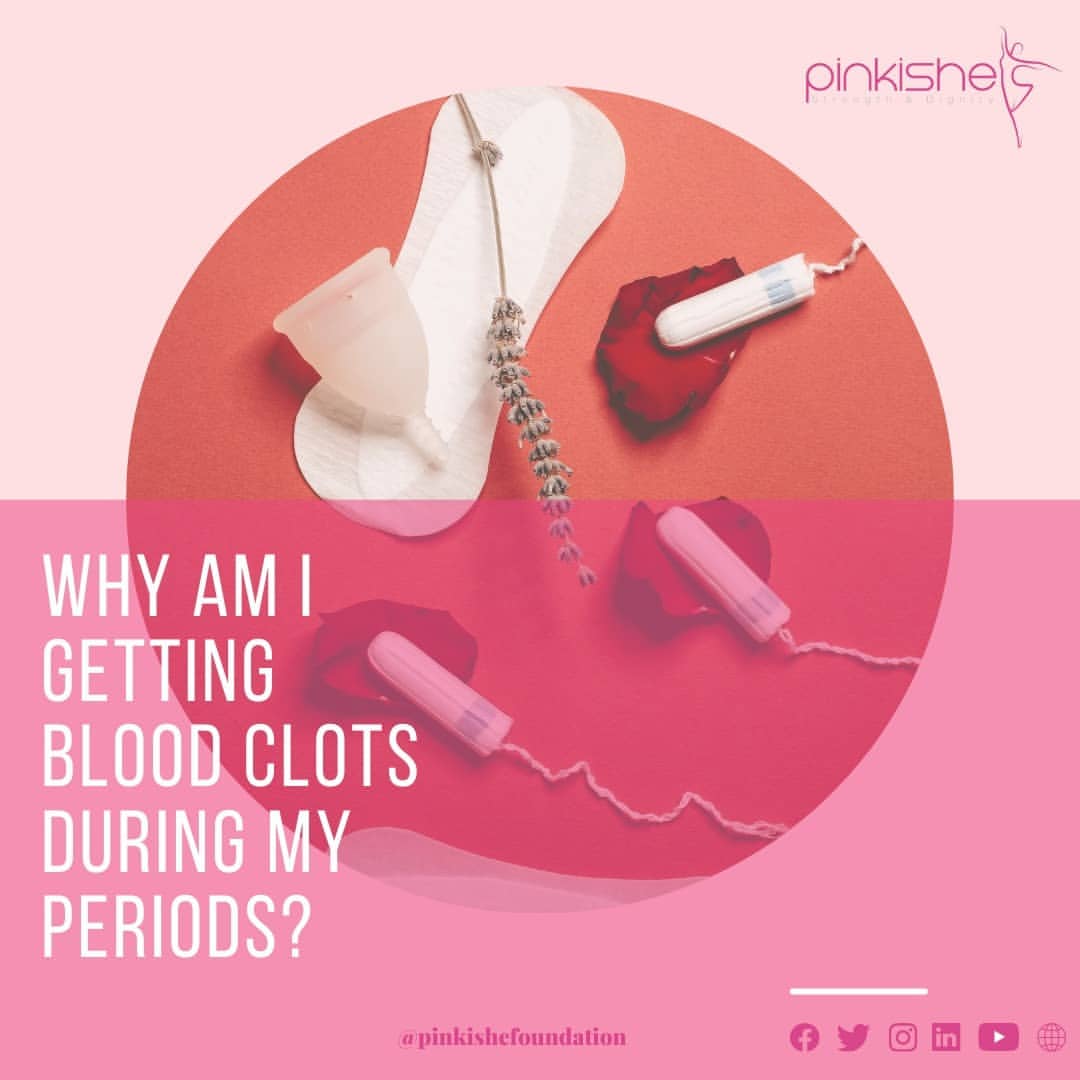 pinkishe
Strength & Dignity
WHY AM I
GETTING
BLOOD CLOTS
DURING MY
PERIODS?
@pinkishefoundation